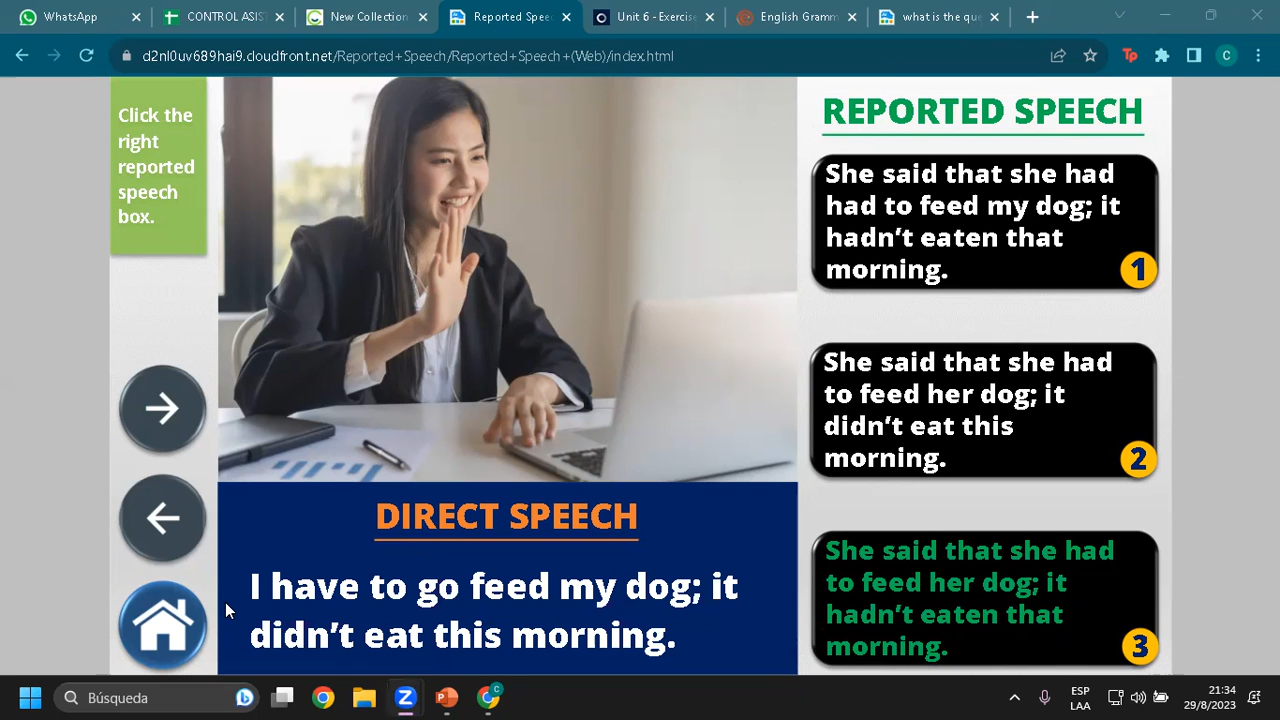 WhatsApp
CONTROL ASIS
New Collection
Reported Spee
Unit 6 - Exercise
English Gramm
what is the que
d2nl0uv689hai9.cloudfront.net/Reported+Speech/Reported+Speech+(Web)/index.html
Click the
right
reported
speech
box.
REPORTED SPEECH
She said that she had
had to feed my dog; it
hadn’t eaten that
morning.
1
She said that she had
to feed her dog; it
didn’t eat this
morning.
2
She said that she had
to feed her dog; it
hadn’t eaten that
morning.
3
DIRECT SPEECH
I have to go feed my dog; it
didn’t eat this morning.
Búsqueda
ESP
LAA
21:34
29/8/2023